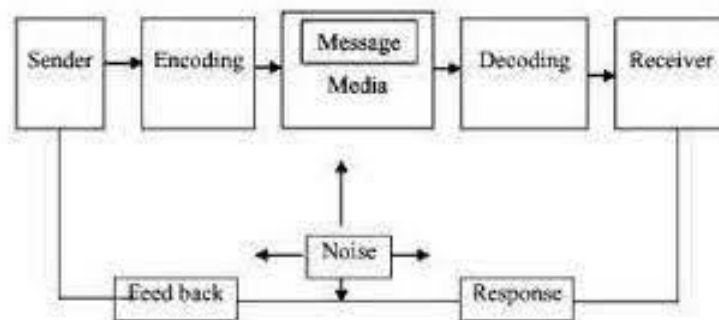 Sender
Encoding
Message
Media
Decoding
Receiver
Noise
Feed back
Response